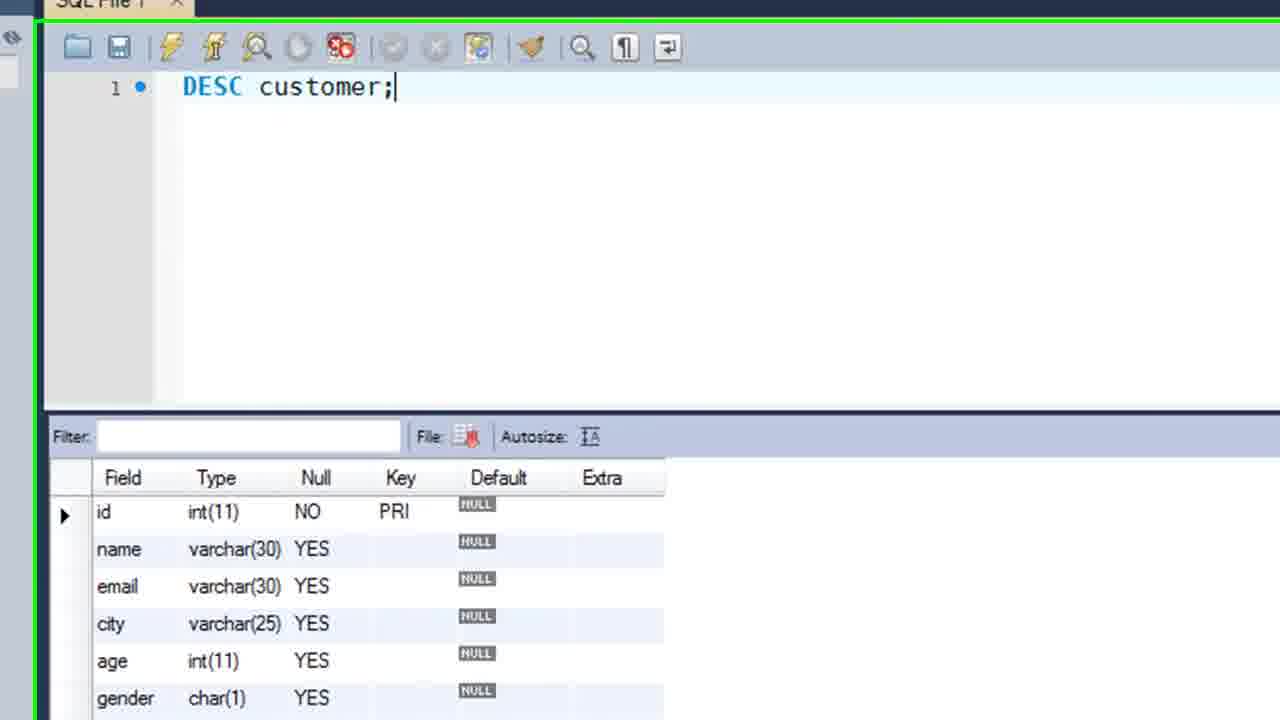 SQL File 1
1 DESC customer;
Filter: File: Autosize:
Field Type Null Key Default Extra
id int(11) NO PRI NULL
name varchar(30) YES NULL
email varchar(30) YES NULL
city varchar(25) YES NULL
age int(11) YES NULL
gender char(1) YES NULL